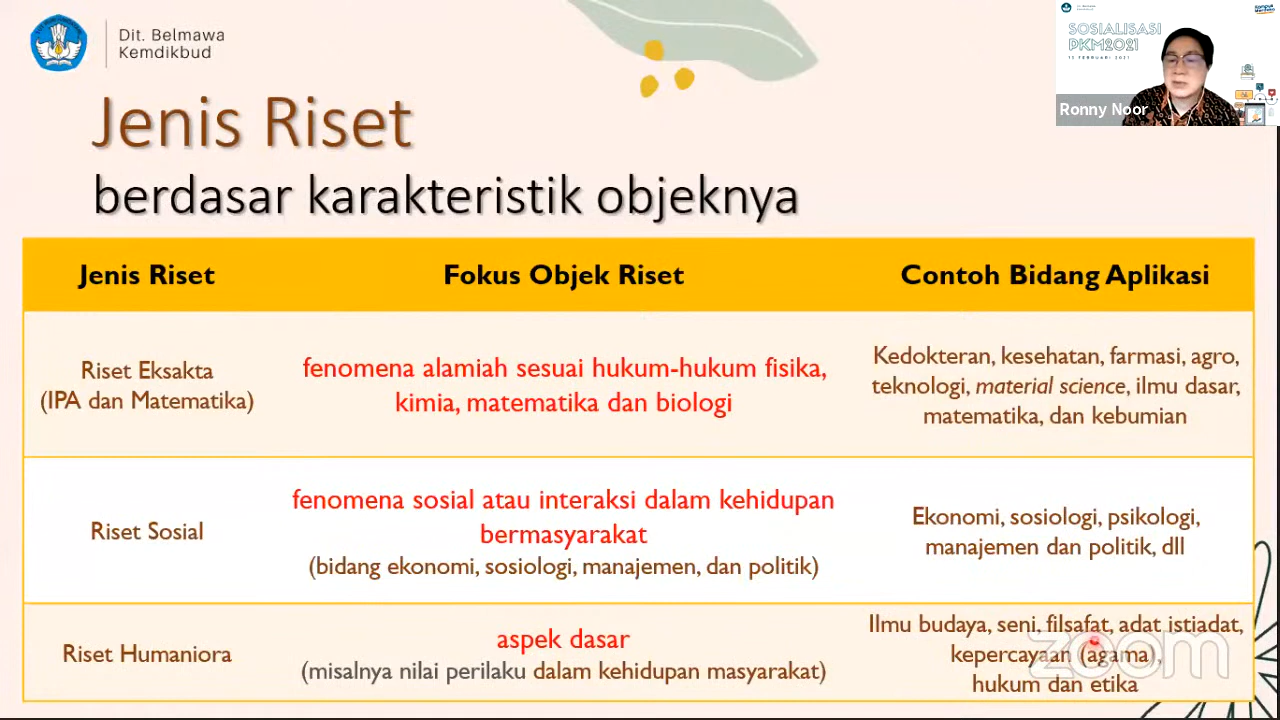 Dit. Belmawa
Kemdikbud
SOSIALISASI
PKM2021
Ronny Noor
Jenis Riset
berdasar karakteristik objeknya
Jenis Riset
Fokus Objek Riset
Contoh Bidang Aplikasi
Riset Eksakta
(IPA dan Matematika)
fenomena alamiah sesuai hukum-hukum fisika,
kimia, matematika dan biologi
Kedokteran, kesehatan, farmasi, agro,
teknologi, material science, ilmu dasar,
matematika, dan kebumian
Riset Sosial
fenomena sosial atau interaksi dalam kehidupan
bermasyarakat
(bidang ekonomi, sosiologi, manajemen, dan politik)
Ekonomi, sosiologi, psikologi,
manajemen dan politik, dll
Riset Humaniora
aspek dasar
(misalnya nilai perilaku dalam kehidupan masyarakat)
Ilmu budaya, seni, filsafat, adat istiadat,
kepercayaan (agama),
hukum dan etika
zoom